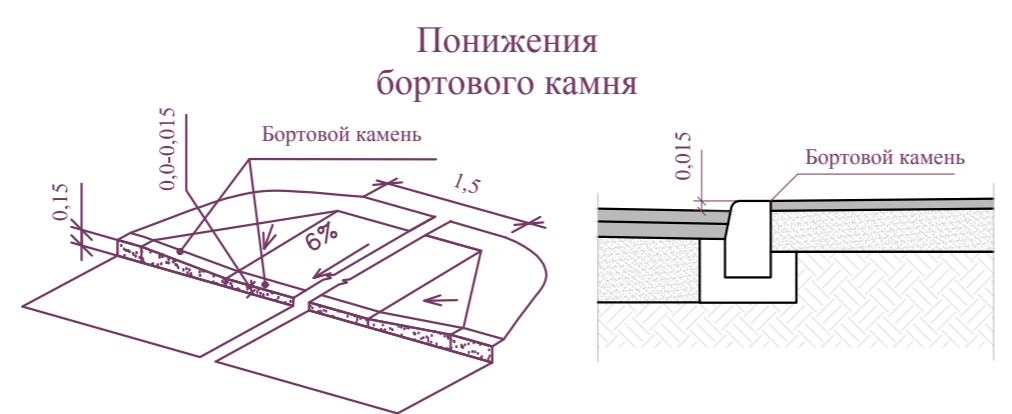 Понижения
бортового камня
0,0-0,015
Бортовой камень
0,15
1,5
6%
0,015
Бортовой камень